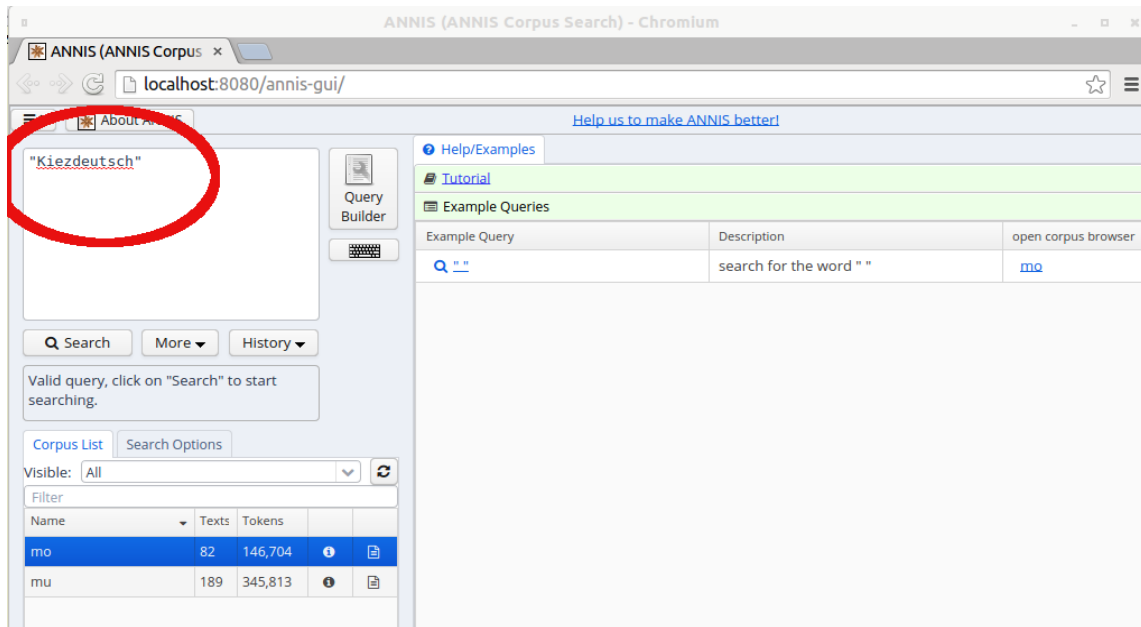 ANNIS (ANNIS Corpus Search) - Chromium
ANNIS (ANNIS Corpus
localhost:8080/annis-gui/
About ANNIS
Help us to make ANNIS better!
"Kiezdeutsch"
Query
Builder
Search More History
Valid query, click on "Search" to start
searching.
Corpus List Search Options
Visible: All
Filter
Name Texts Tokens
mo 82 146,704
mu 189 345,813
Help/Examples
Tutorial
Example Queries
Example Query Description open corpus browser
" " search for the word " " mo